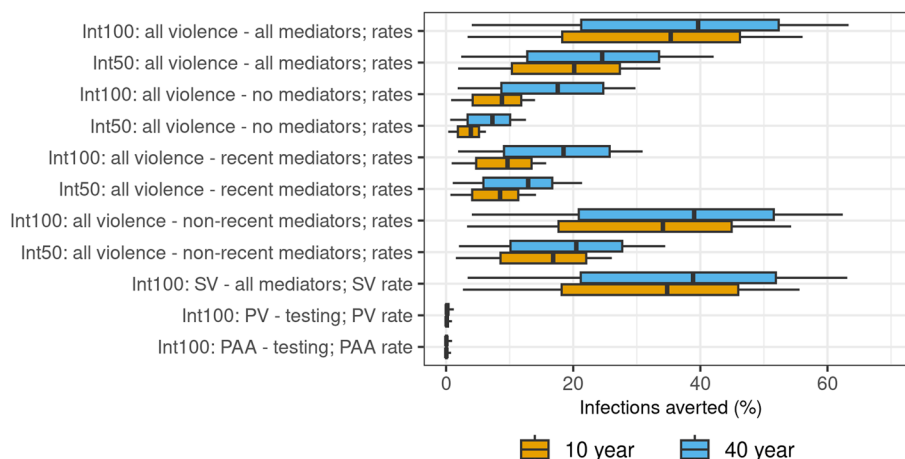 Int100: all violence - all mediators; rates
Int50: all violence - all mediators; rates
Int100: all violence - no mediators; rates
Int50: all violence - no mediators; rates
Int100: all violence - recent mediators; rates
Int50: all violence - recent mediators; rates
Int100: all violence - non-recent mediators; rates
Int50: all violence - non-recent mediators; rates
Int100: SV - all mediators; SV rate
Int100: PV - testing; PV rate
Int100: PAA - testing; PAA rate
0 20 40 60
Infections averted (%)
10 year 40 year